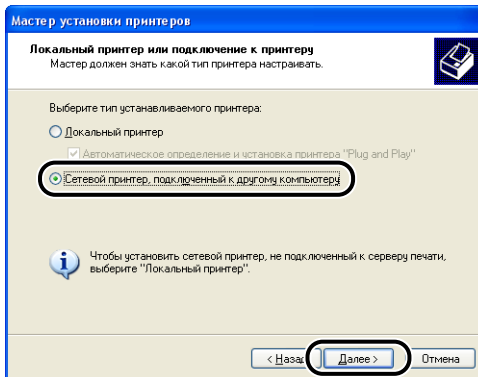 Мастер установки принтеров
Локальный принтер или подключение к принтеру
Мастер должен знать какой тип принтера настраивать.
Выберите тип устанавливаемого принтера:
Локальный принтер
Автоматическое определение и установка принтера "Plug and Play"
Сетевой принтер, подключенный к другому компьютеру
Чтобы установить сетевой принтер, не подключенный к серверу печати,
выберите "Локальный принтер".
< Назад Далее > Отмена